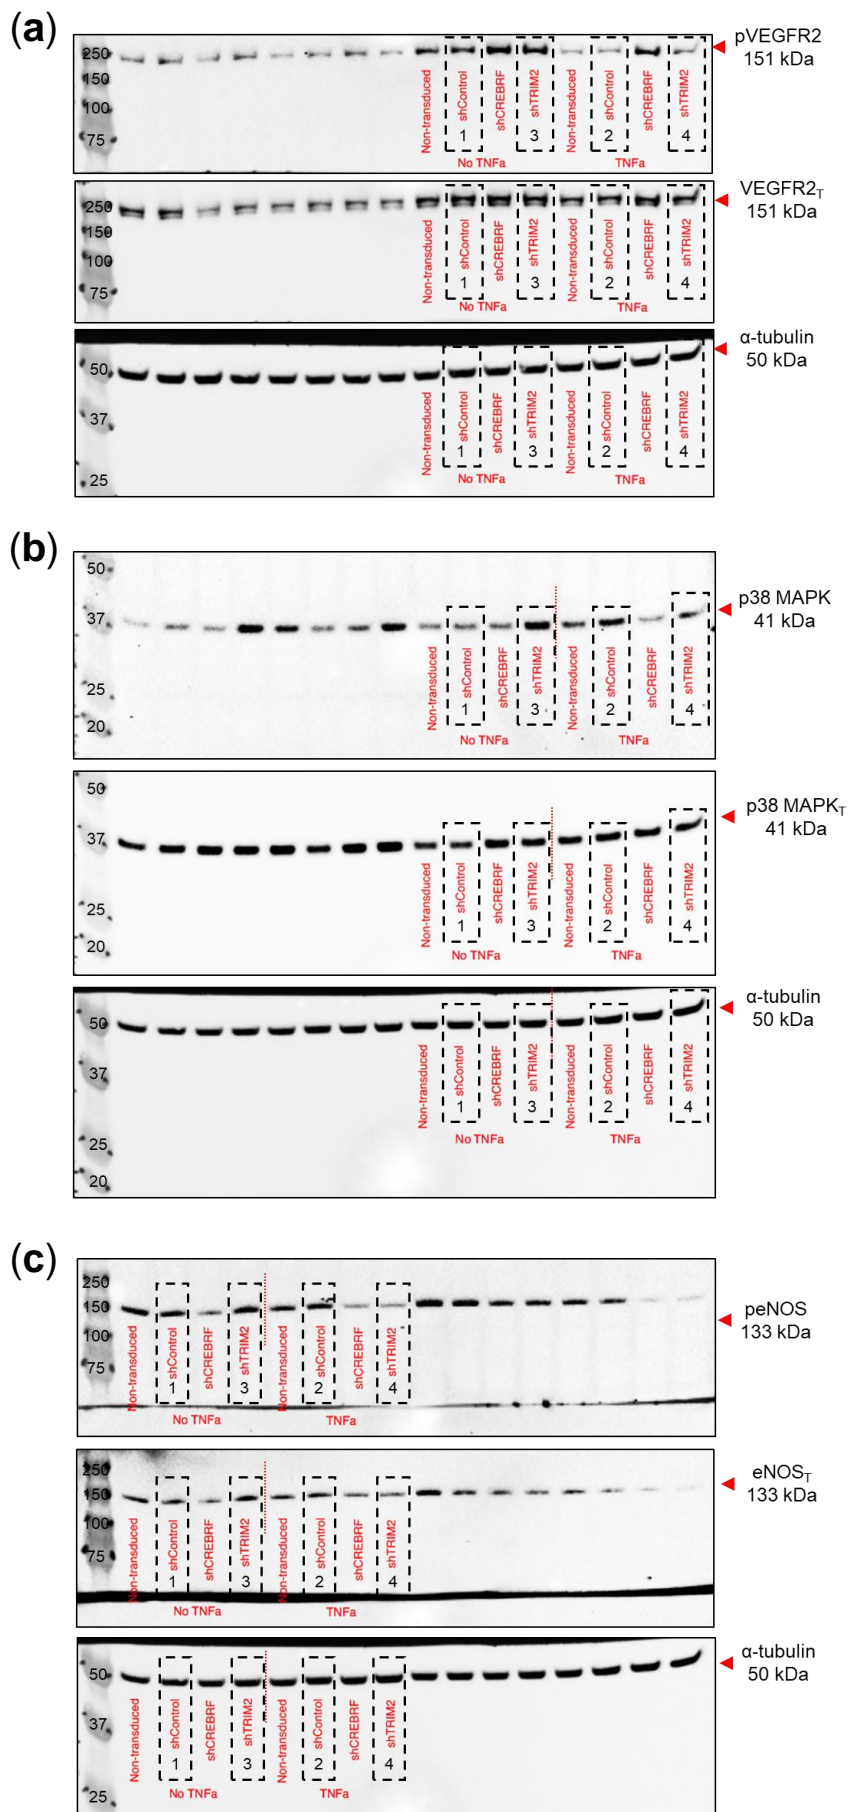 (a)
250
150
100
75
Non-transduced
shControl
shCREBRF
shTRIM2
Non-transduced
shControl
shCREBRF
shTRIM2
1
3
2
4
No TNFa
TNFa
pVEGFR2
151 kDa
250
150
100
75
Non-transduced
shControl
shCREBRF
shTRIM2
Non-transduced
shControl
shCREBRF
shTRIM2
1
3
2
4
No TNFa
TNFa
VEGFR2T
151 kDa
50
37
25
Non-transduced
shControl
shCREBRF
shTRIM2
Non-transduced
shControl
shCREBRF
shTRIM2
1
3
2
4
No TNFa
TNFa
α-tubulin
50 kDa
(b)
50
37
25
20
Non-transduced
shControl
shCREBRF
shTRIM2
Non-transduced
shControl
shCREBRF
shTRIM2
1
3
2
4
No TNFa
TNFa
p38 MAPK
41 kDa
50
37
25
20
Non-transduced
shControl
shCREBRF
shTRIM2
Non-transduced
shControl
shCREBRF
shTRIM2
1
3
2
4
No TNFa
TNFa
p38 MAPKT
41 kDa
50
37
25
20
Non-transduced
shControl
shCREBRF
shTRIM2
Non-transduced
shControl
shCREBRF
shTRIM2
1
3
2
4
No TNFa
TNFa
α-tubulin
50 kDa
(c)
250
150
100
75
Non-transduced
shControl
shCREBRF
shTRIM2
Non-transduced
shControl
shCREBRF
shTRIM2
1
3
2
4
No TNFa
TNFa
peNOS
133 kDa
250
150
100
75
Non-transduced
shControl
shCREBRF
shTRIM2
Non-transduced
shControl
shCREBRF
shTRIM2
1
3
2
4
No TNFa
TNFa
eNOST
133 kDa
50
37
25
Non-transduced
shControl
shCREBRF
shTRIM2
Non-transduced
shControl
shCREBRF
shTRIM2
1
3
2
4
No TNFa
TNFa
α-tubulin
50 kDa